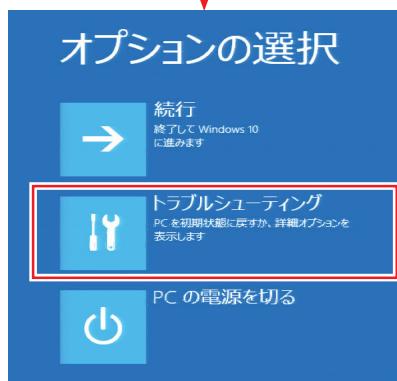 オプションの選択
続行
終了して Windows 10
に進みます
トラブルシューティング
PC を初期状態に戻すか、詳細オプションを
表示します
PC の電源を切る